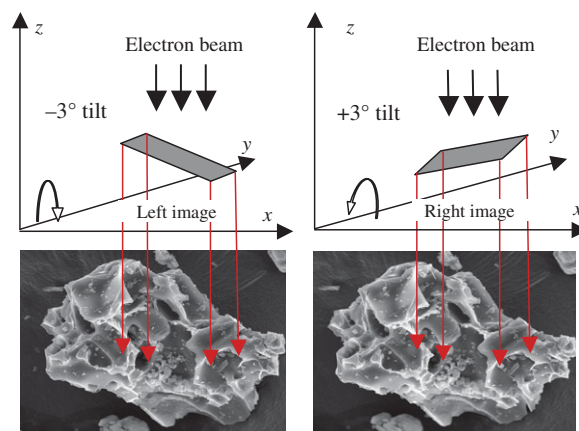 z
Electron beam
−3° tilt
y
x
Left image
z
Electron beam
+3° tilt
y
x
Right image